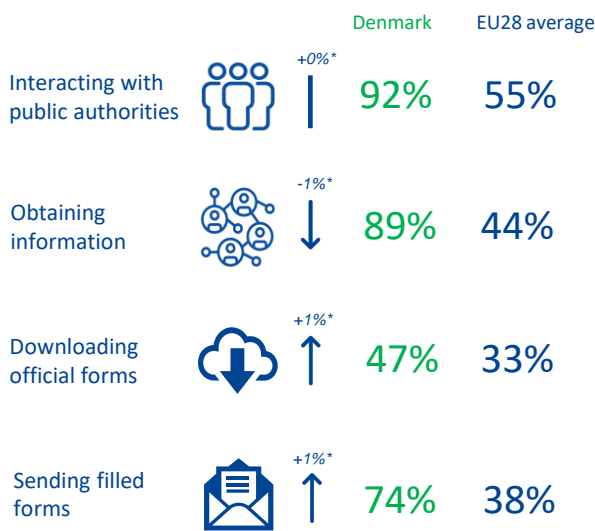 Denmark EU28 average
Interacting with
public authorities
+0%*
92% 55%
Obtaining
information
-1%*
89% 44%
Downloading
official forms
+1%*
47% 33%
Sending filled
forms
+1%*
74% 38%